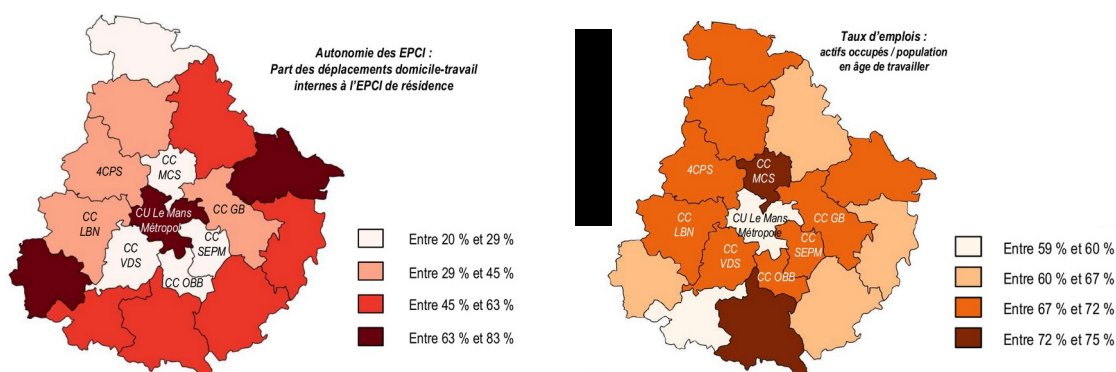 Autonomie des EPCI :
Part des déplacements domicile-travail
internes à l'EPCI de résidence
4CPS
CC
MCS
CU Le Mans
Métropole
CC GB
CC
LBN
CC
VDS
CC
SEPM
CC OBB
Entre 20 % et 29 %
Entre 29 % et 45 %
Entre 45 % et 63 %
Entre 63 % et 83 %
Taux d'emplois :
actifs occupés / population
en âge de travailler
4CPS
CC
MCS
CU Le Mans
Métropole
CC GB
CC
LBN
CC
VDS
CC
SEPM
CC OBB
Entre 59 % et 60 %
Entre 60 % et 67 %
Entre 67 % et 72 %
Entre 72 % et 75 %